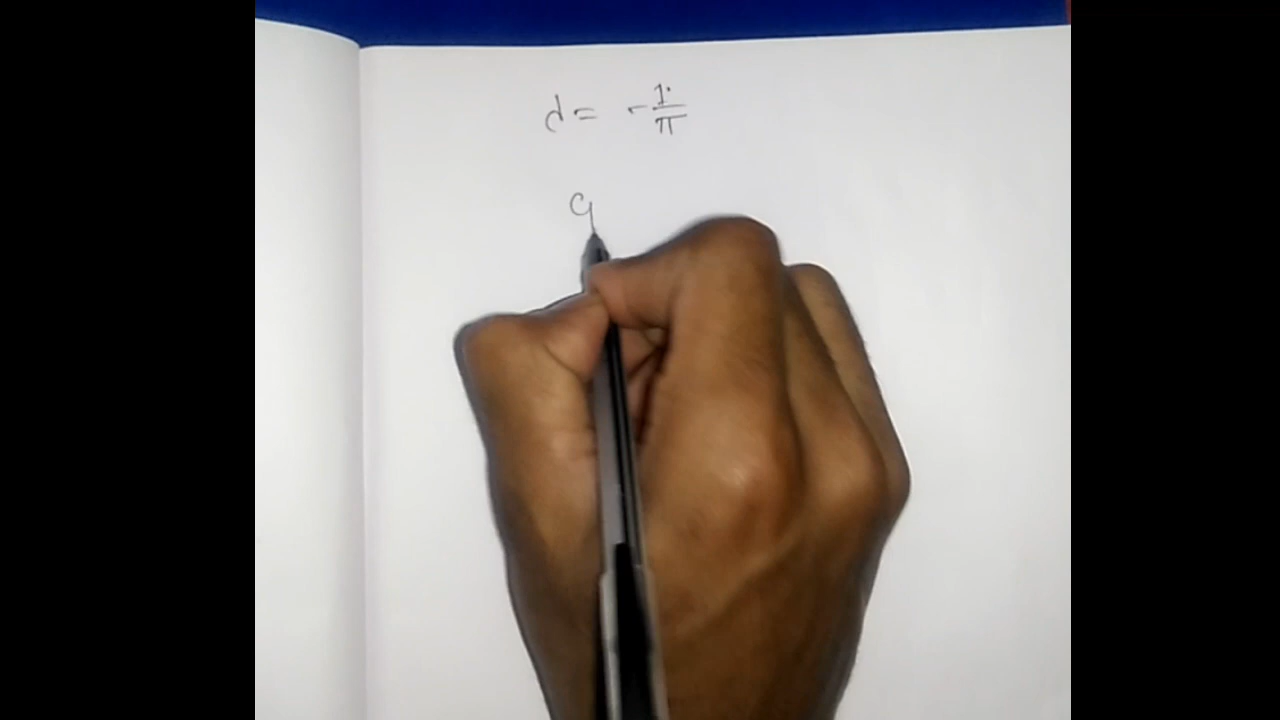 d = -1/π
q